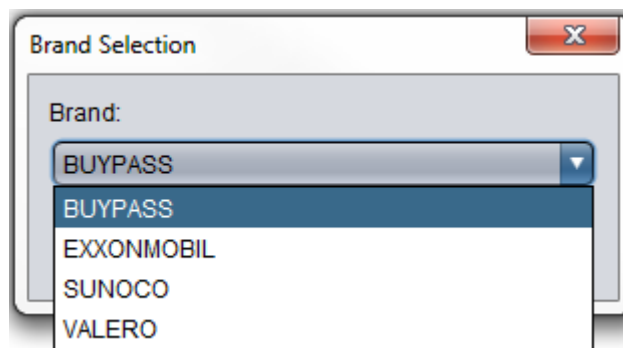 Brand Selection
Brand:
BUYPASS
BUYPASS
EXXONMOBIL
SUNOCO
VALERO